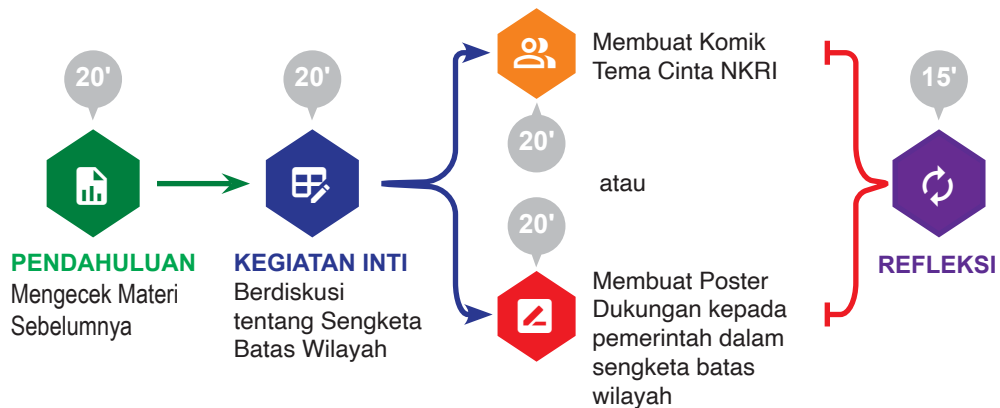 20'
PENDAHULUAN
Mengecek Materi
Sebelumnya
20'
KEGIATAN INTI
Berdiskusi
tentang Sengketa
Batas Wilayah
Membuat Komik
Tema Cinta NKRI
20'
atau
20'
Membuat Poster
Dukungan kepada
pemerintah dalam
sengketa batas
wilayah
15'
REFLEKSI